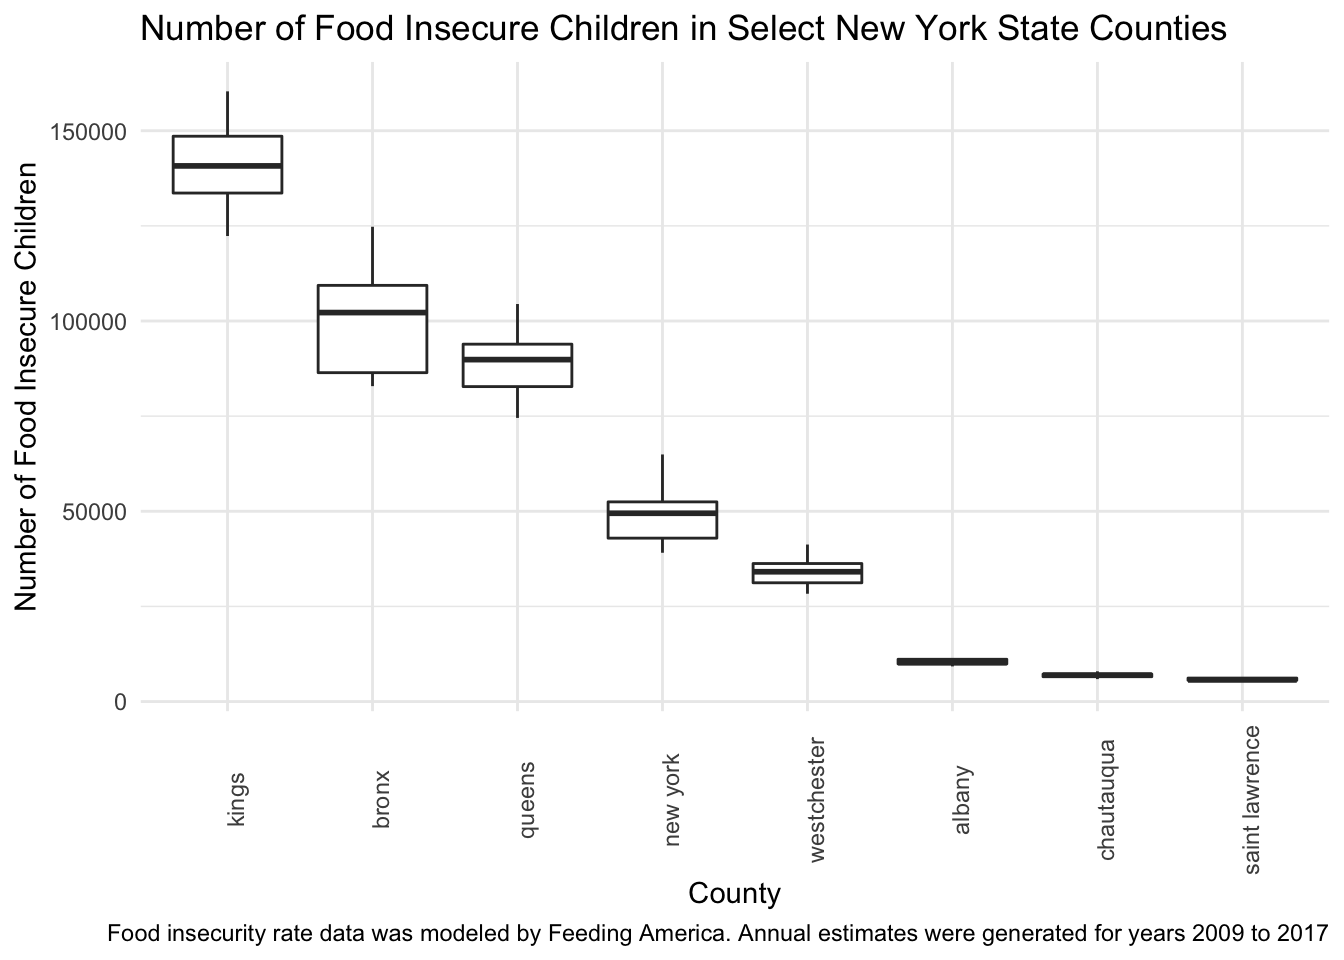 Number of Food Insecure Children in Select New York State Counties
Number of Food Insecure Children
150000
100000
50000
0
kings
bronx
queens
new york
westchester
albany
chautauqua
saint lawrence
County
Food insecurity rate data was modeled by Feeding America. Annual estimates were generated for years 2009 to 2017